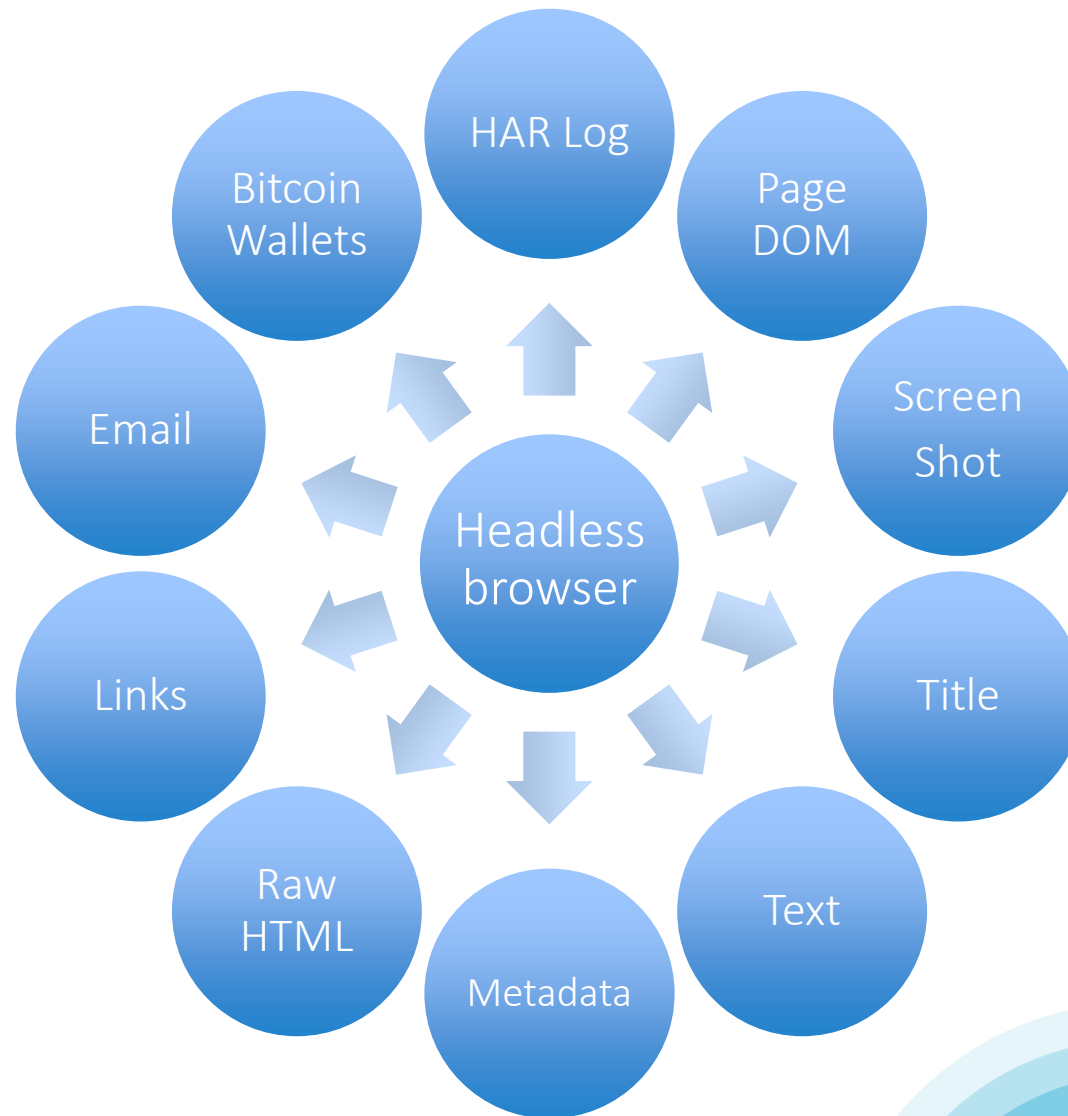 HAR Log
Page
DOM
Screen
Shot
Title
Text
Metadata
Raw
HTML
Links
Email
Bitcoin
Wallets
Headless
browser